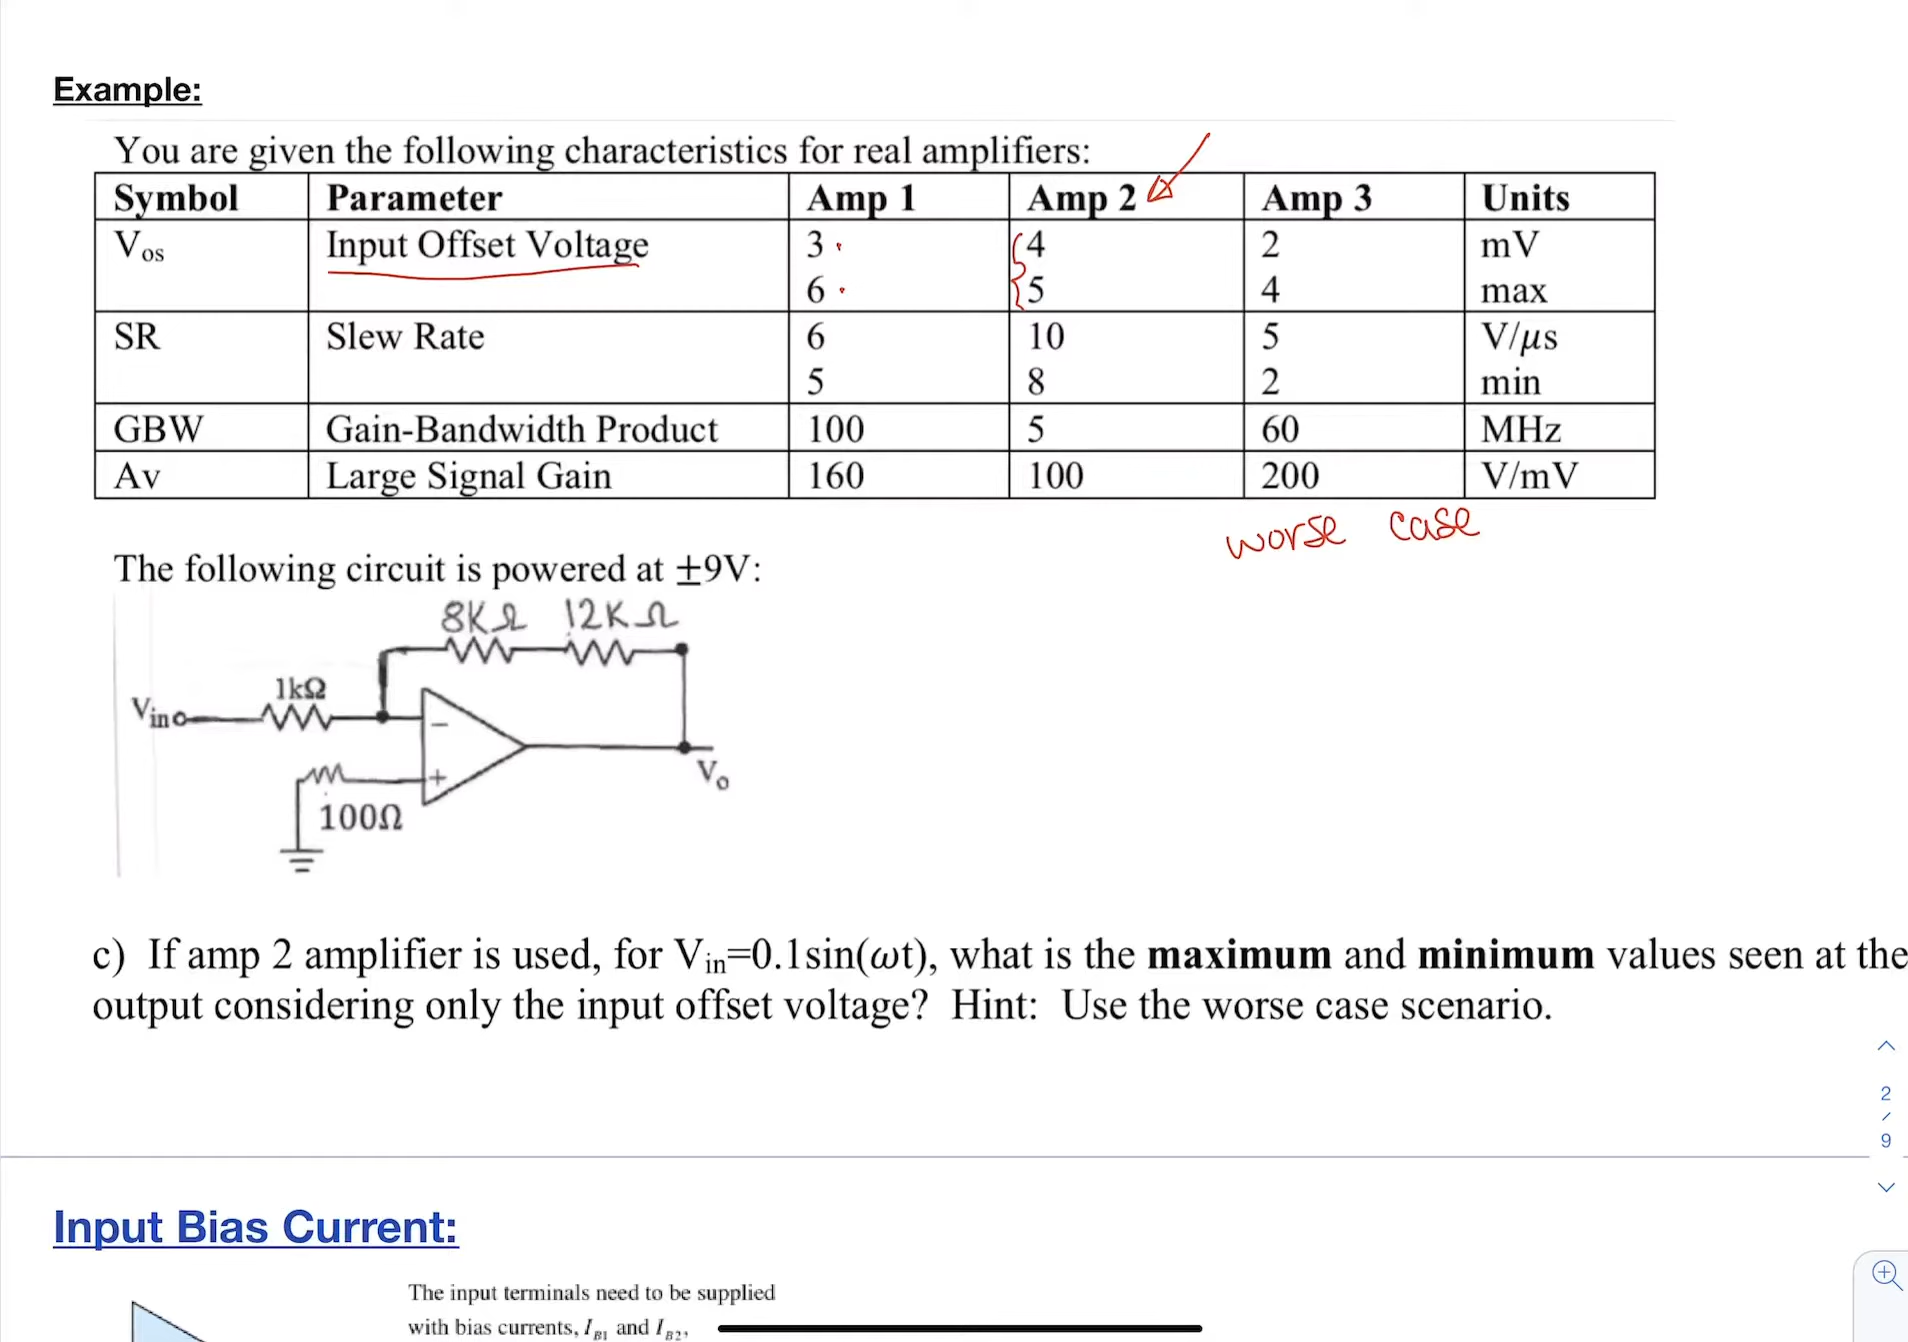 Example:
You are given the following characteristics for real amplifiers:
Symbol Parameter Amp 1 Amp 2 Amp 3 Units
Vos Input Offset Voltage 3 4 2 mV
6 5 4 max
SR Slew Rate 6 10 5 V/μs
5 8 2 min
GBW Gain-Bandwidth Product 100 5 60 MHz
Av Large Signal Gain 160 100 200 V/mV
worse case
The following circuit is powered at ±9V:
8KΩ 12KΩ
1kΩ
Vin
−
+
Vo
100Ω
c) If amp 2 amplifier is used, for Vin=0.1sin(ωt), what is the maximum and minimum values seen at the
output considering only the input offset voltage? Hint: Use the worse case scenario.
2
/
9
Input Bias Current:
The input terminals need to be supplied
with bias currents, IB1 and IB2,